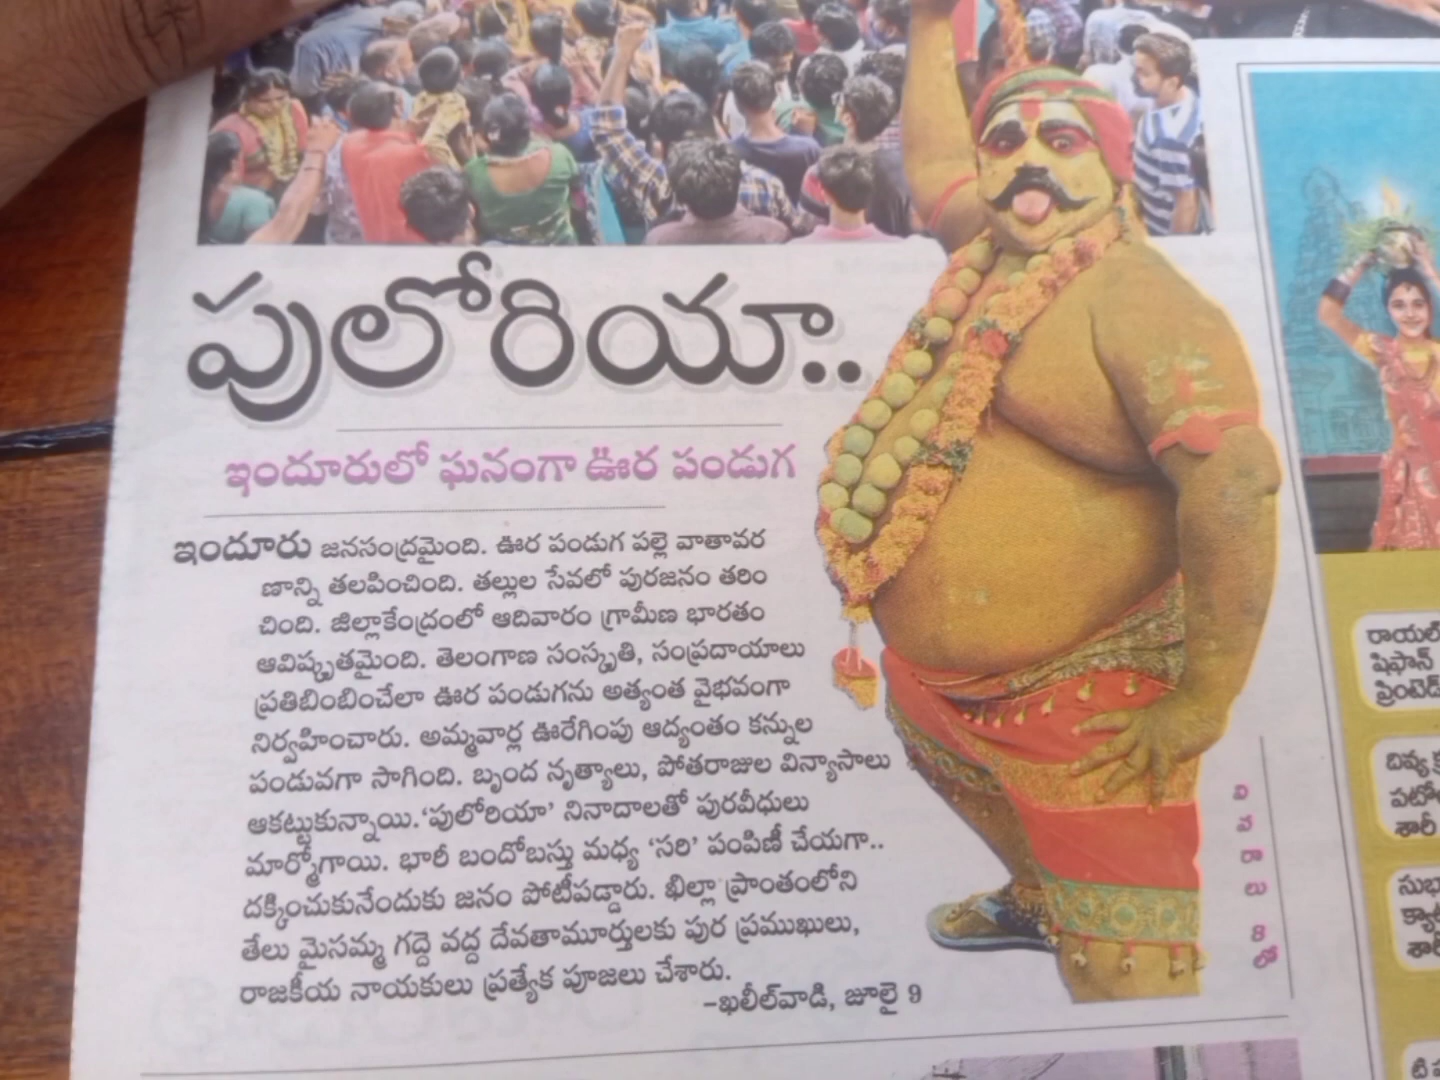 పులోరియా..
ఇందూరులో ఘనంగా ఊర పండుగ
ఇందూరు జనసంద్రమైంది. ఊర పండుగ పల్లె వాతావర
ణాన్ని తలపించింది. తల్లుల సేవలో పురజనం తరిం
చింది. జిల్లాకేంద్రంలో ఆదివారం గ్రామీణ భారతం
ఆవిష్కృతమైంది. తెలంగాణ సంస్కృతి, సంప్రదాయాలు
ప్రతిబింబించేలా ఊర పండుగను అత్యంత వైభవంగా
నిర్వహించారు. అమ్మవార్ల ఊరేగింపు ఆద్యంతం కన్నుల
పండువగా సాగింది. బృంద నృత్యాలు, పోతరాజుల విన్యాసాలు
ఆకట్టుకున్నాయి.‘పులోరియా’ నినాదాలతో పురవీధులు
మార్మోగాయి. భారీ బందోబస్తు మధ్య ‘సరి’ పంపిణీ చేయగా..
దక్కించుకునేందుకు జనం పోటీపడ్డారు. ఖిల్లా ప్రాంతంలోని
తేలు మైసమ్మ గద్దె వద్ద దేవతామూర్తులకు పుర ప్రముఖులు,
రాజకీయ నాయకులు ప్రత్యేక పూజలు చేశారు.
–ఖలీల్‌వాడి, జూలై 9
వివరాలు 8లో
రాయల్
షిఫాన్
ప్రింటెడ్
దివ్య
శారీ